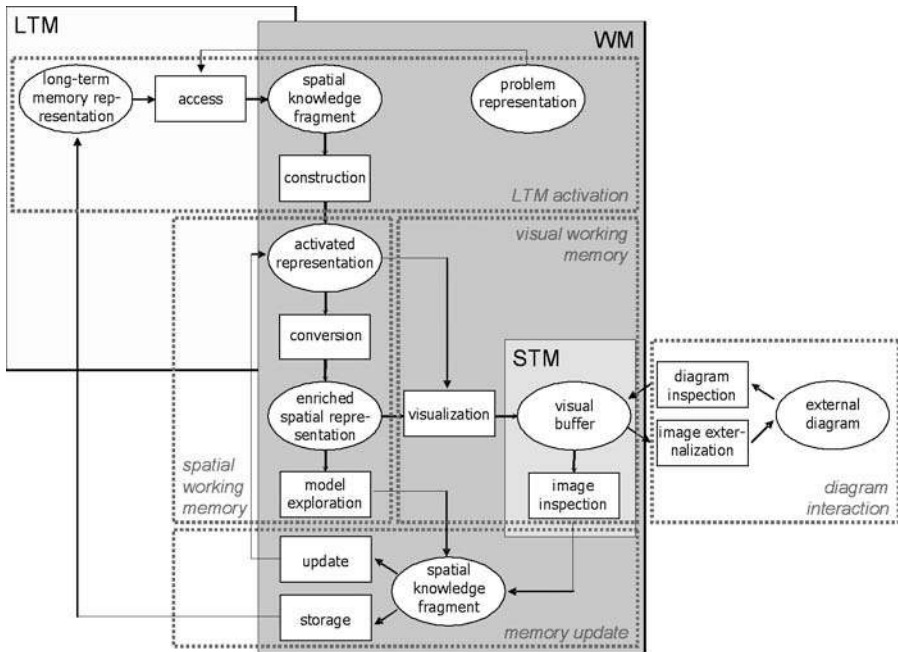 LTM
WM
long-term
memory rep-
resentation
access
spatial
knowledge
fragment
problem
representation
construction
LTM activation
activated
representation
visual working
memory
conversion
STM
enriched
spatial repre-
sentation
visualization
visual
buffer
diagram
inspection
external
diagram
image exter-
nalization
spatial
working
memory
model
exploration
image
inspection
diagram
interaction
update
spatial
knowledge
fragment
storage
memory update